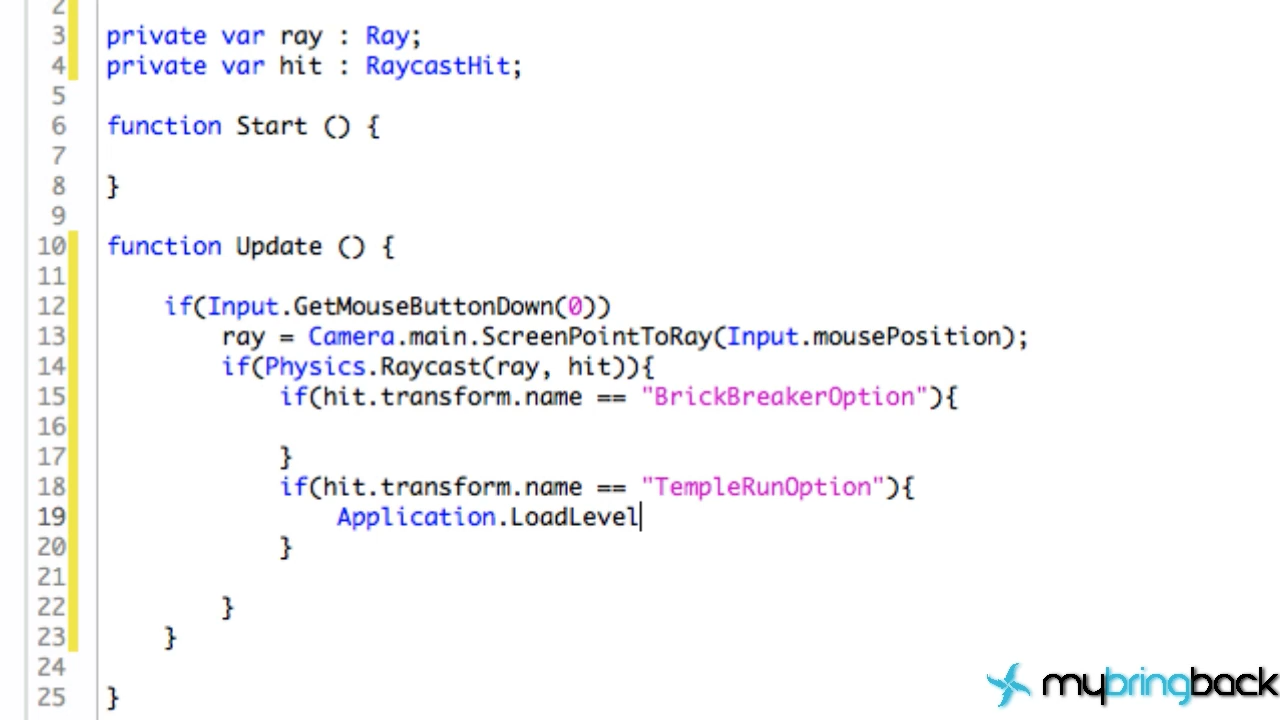 2
3 private var ray : Ray;
4 private var hit : RaycastHit;
5
6 function Start () {
7
8 }
9
10 function Update () {
11
12 if(Input.GetMouseButtonDown(0))
13 ray = Camera.main.ScreenPointToRay(Input.mousePosition);
14 if(Physics.Raycast(ray, hit)){
15 if(hit.transform.name == "BrickBreakerOption"){
16
17 }
18 if(hit.transform.name == "TempleRunOption"){
19 Application.LoadLevel
20 }
21
22 }
23 }
24
25 }
mybringback